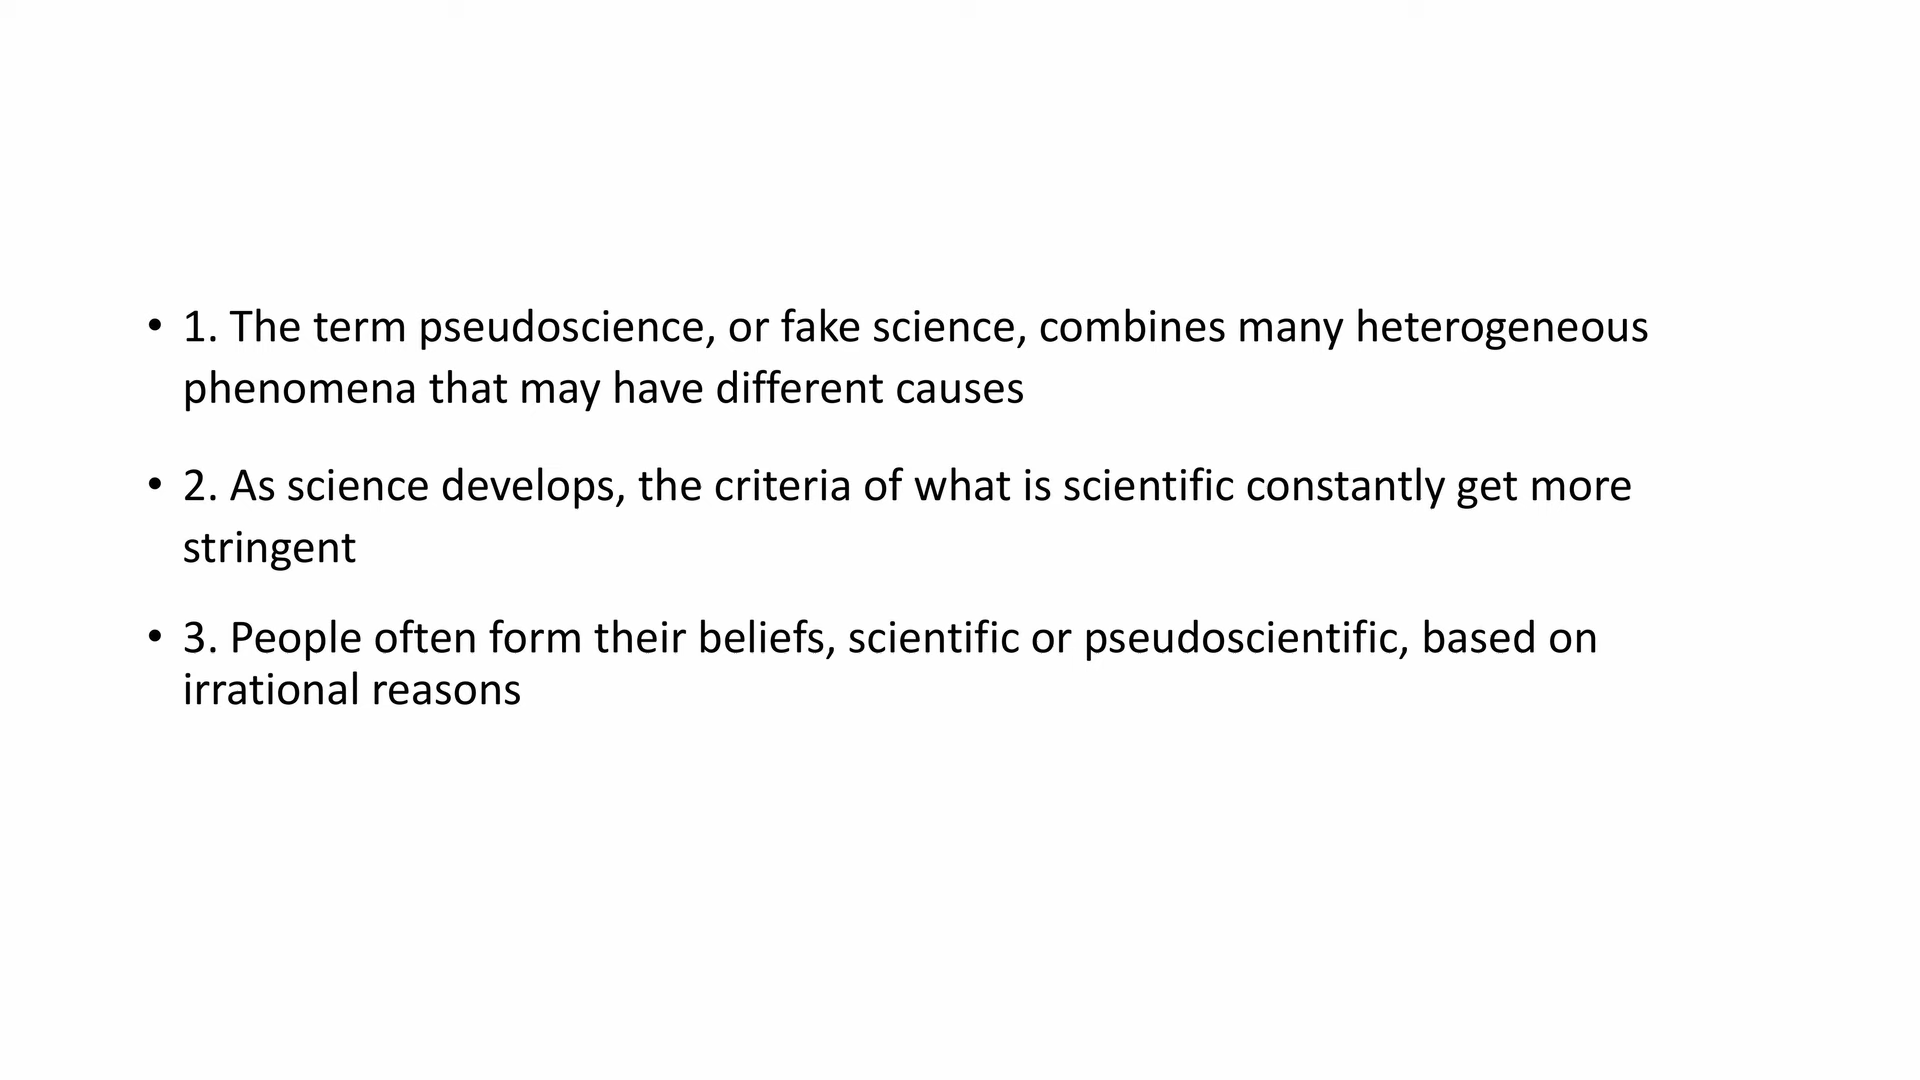 • 1. The term pseudoscience, or fake science, combines many heterogeneous
phenomena that may have different causes
• 2. As science develops, the criteria of what is scientific constantly get more
stringent
• 3. People often form their beliefs, scientific or pseudoscientific, based on
irrational reasons